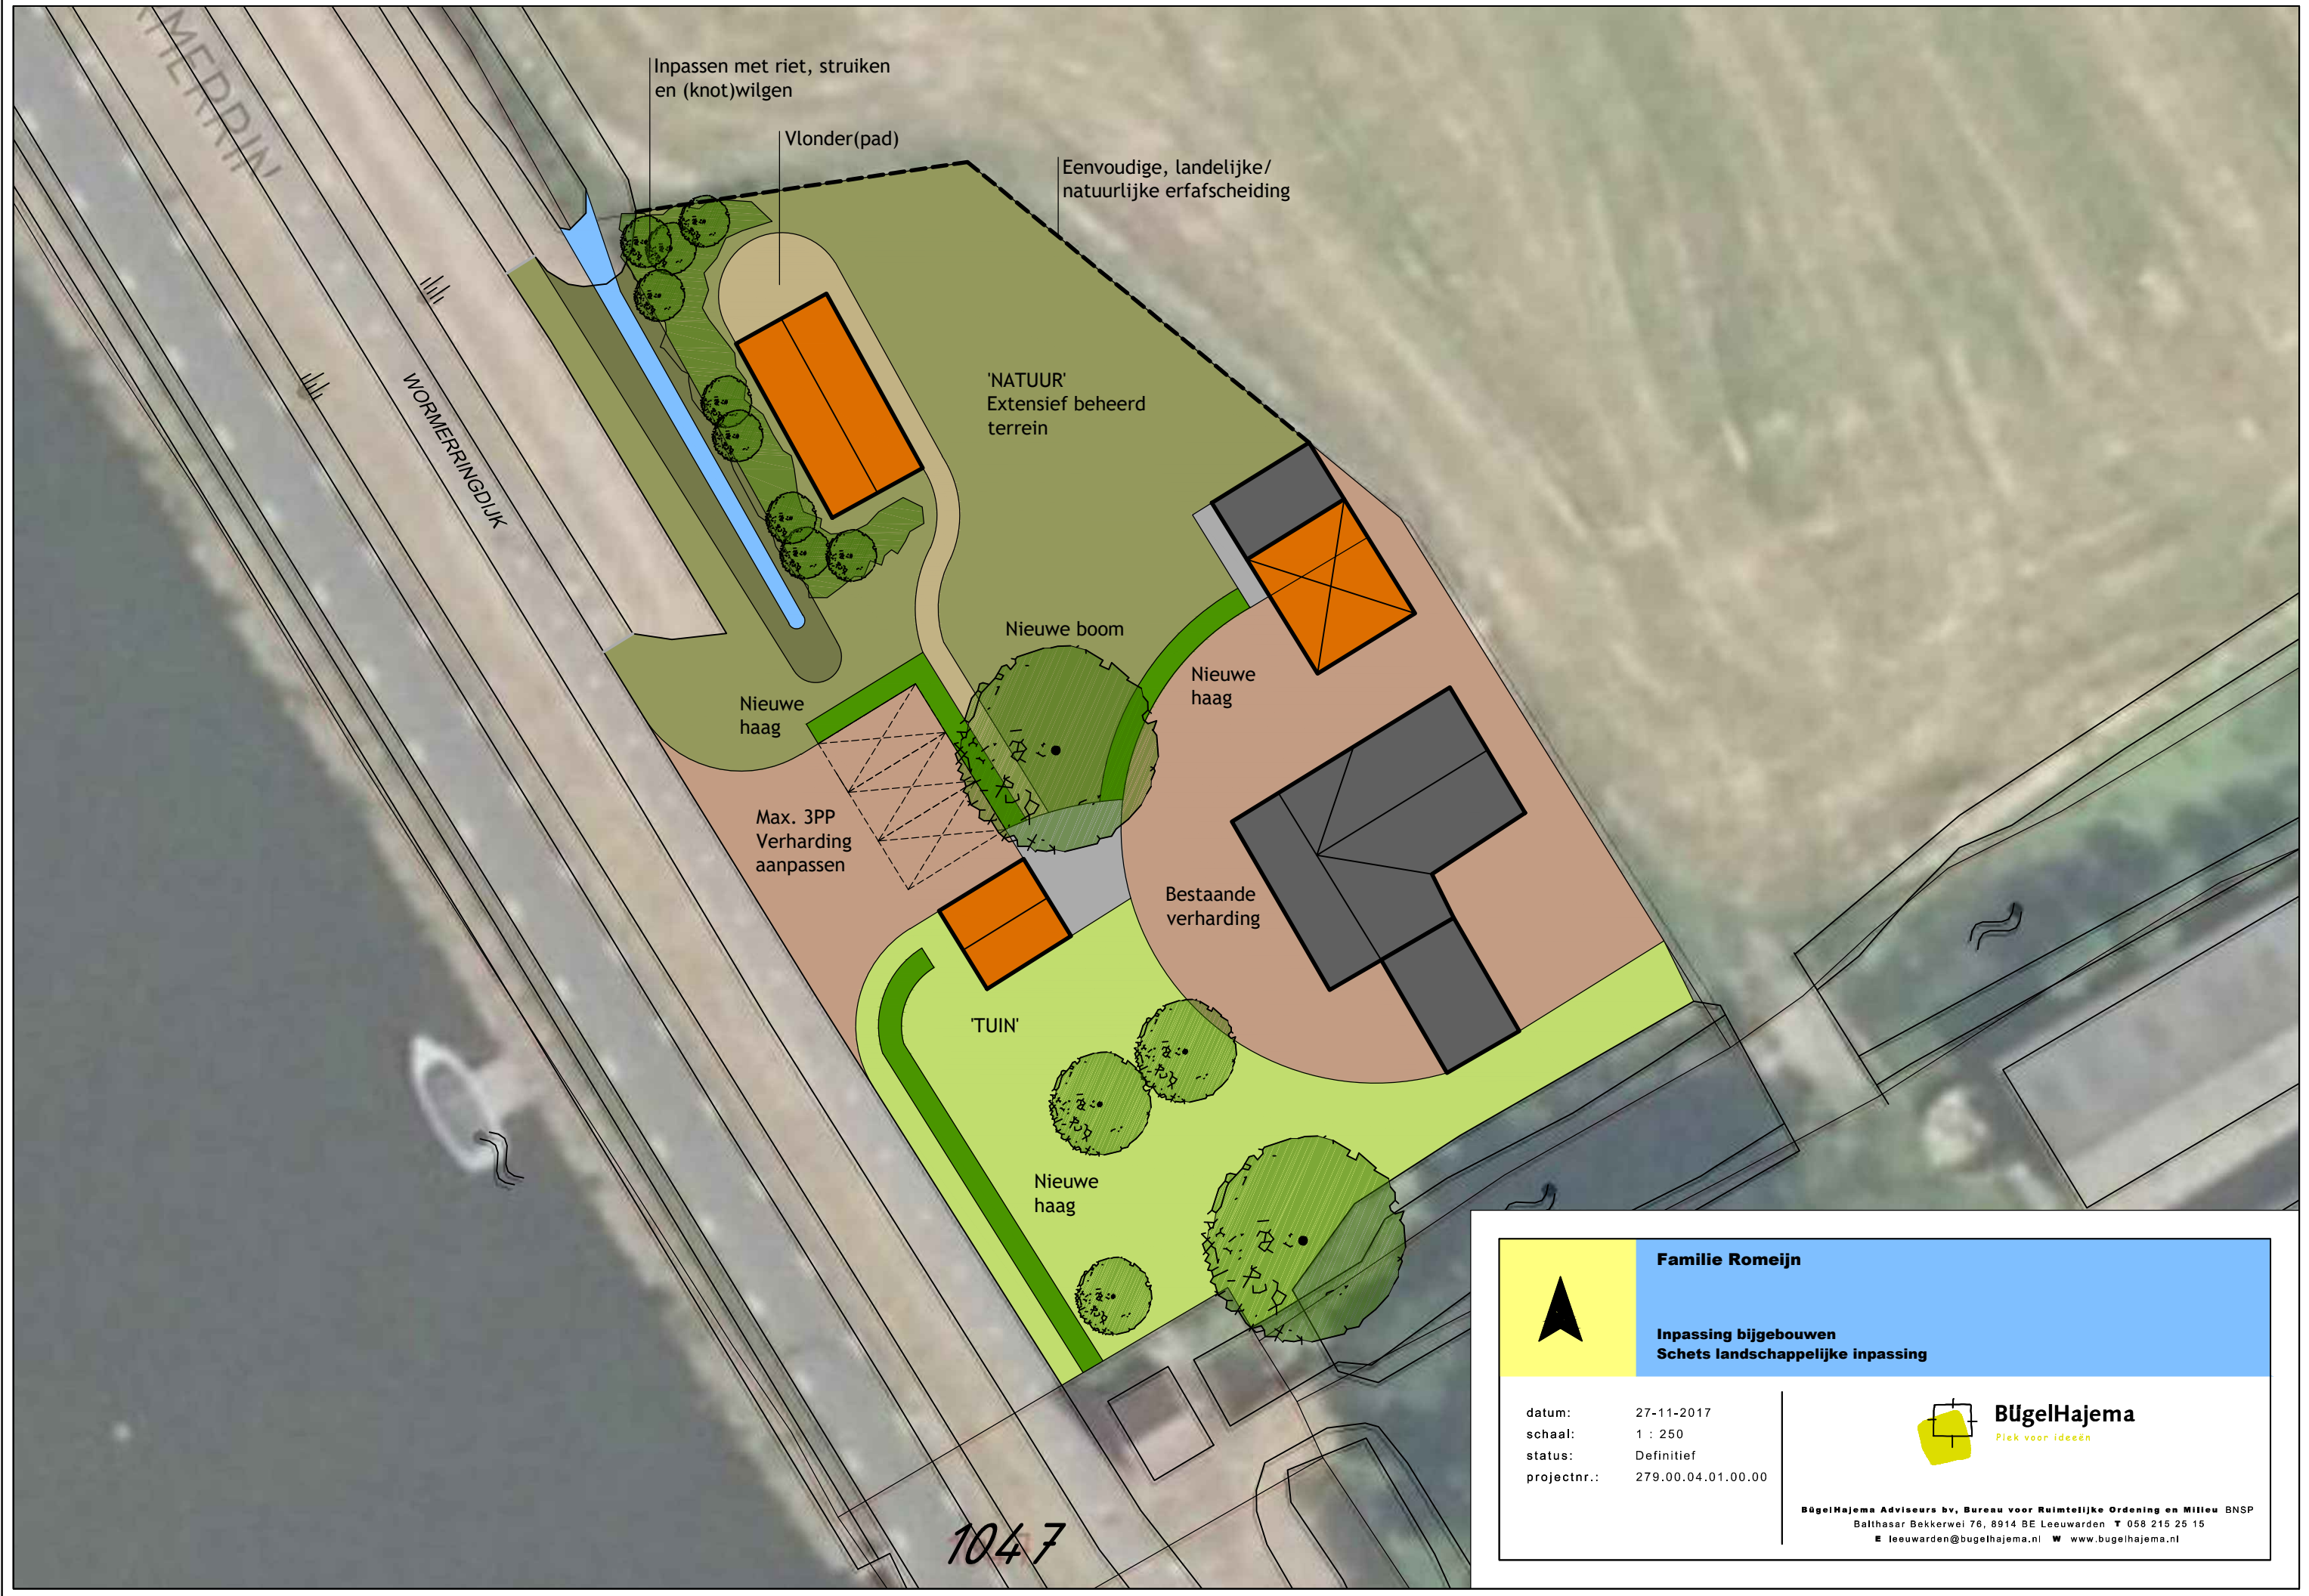 Inpassen met riet, struiken
en (knot)wilgen
Vlonder(pad)
Eenvoudige, landelijke/
natuurlijke erfafscheiding
WORMERRINGDIJK
'NATUUR'
Extensief beheerd
terrein
Nieuwe boom
Nieuwe
haag
Nieuwe
haag
Max. 3PP
Verharding
aanpassen
Bestaande
verharding
'TUIN'
Nieuwe
haag
1047
Familie Romeijn
Inpassing bijgebouwen
Schets landschappelijke inpassing
datum: 27-11-2017
schaal: 1 : 250
status: Definitief
projectnr.: 279.00.04.01.00.00
BügelHajema
Plek voor ideeën
BügelHajema Adviseurs bv, Bureau voor Ruimtelijke Ordening en Milieu BNSP
Balthasar Bekkerwei 76, 8914 BE Leeuwarden T 058 215 25 15
E leeuwarden@bugelhajema.nl W www.bugelhajema.nl